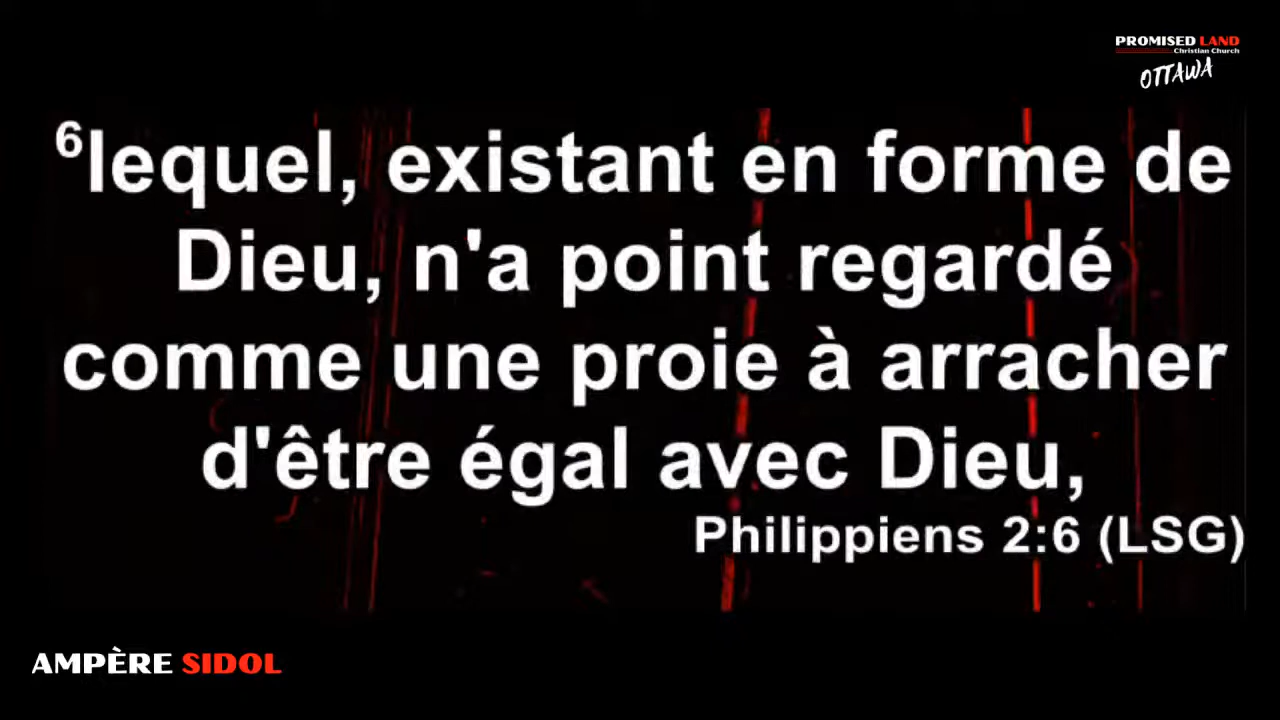 PROMISED LAND
Christian Church
OTTAWA
6lequel, existant en forme de
Dieu, n'a point regardé
comme une proie à arracher
d'être égal avec Dieu,
Philippiens 2:6 (LSG)
AMPÈRE SIDOL